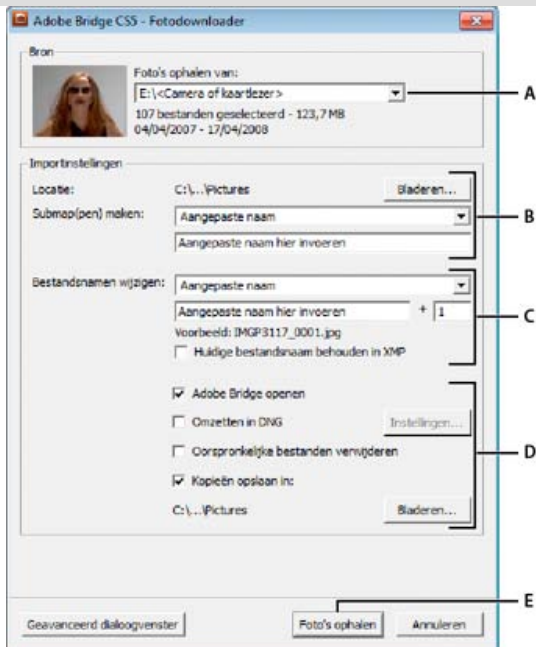 Adobe Bridge CS5 - Fotodownloader
Bron
Foto's ophalen van:
E:\<Camera of kaartlezer>
A
107 bestanden geselecteerd - 123,7 MB
04/04/2007 - 17/04/2008
Importinstellingen
Locatie: C:\...\Pictures Bladeren...
Submap(pen) maken: Aangepaste naam
B
Aangepaste naam hier invoeren
Bestandsnamen wijzigen: Aangepaste naam
Aangepaste naam hier invoeren + 1
C
Voorbeeld: IMGP3117_0001.jpg
Huidige bestandsnaam behouden in XMP
Adobe Bridge openen
Omzetten in DNG Instellingen...
D
Oorspronkelijke bestanden verwijderen
Kopieën opslaan in:
C:\...\Pictures Bladeren...
E
Geavanceerd dialoogvenster Foto's ophalen Annuleren